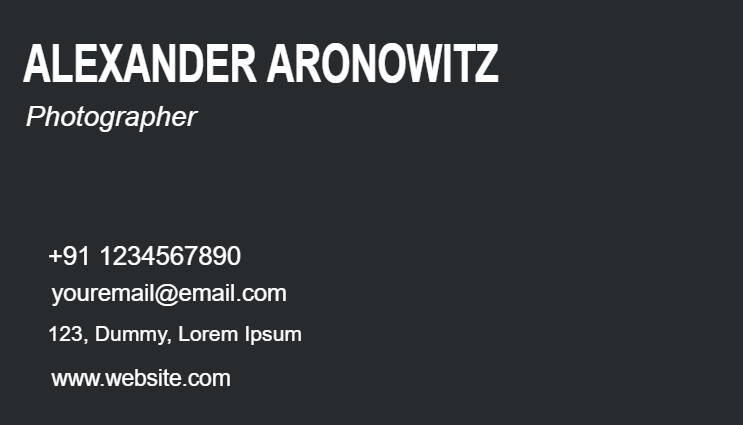 ALEXANDER ARONOWITZ
Photographer
+91 1234567890
youremail@email.com
123, Dummy, Lorem Ipsum
www.website.com